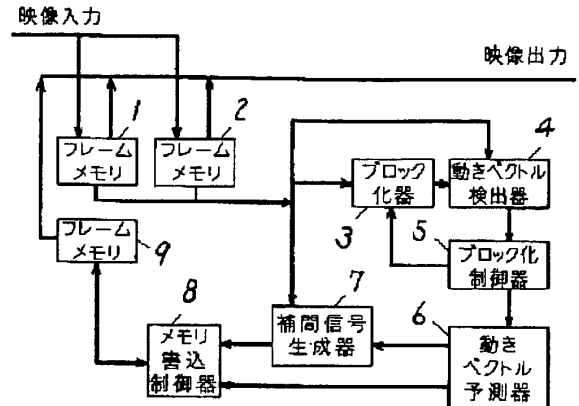 映像入力
映像出力
1
フレーム
メモリ
2
フレーム
メモリ
3
ブロック
化器
4
動きベクトル
検出器
5
ブロック化
制御器
9
フレーム
メモリ
8
メモリ
書込
制御器
7
補間信号
生成器
6
動き
ベクトル
予測器